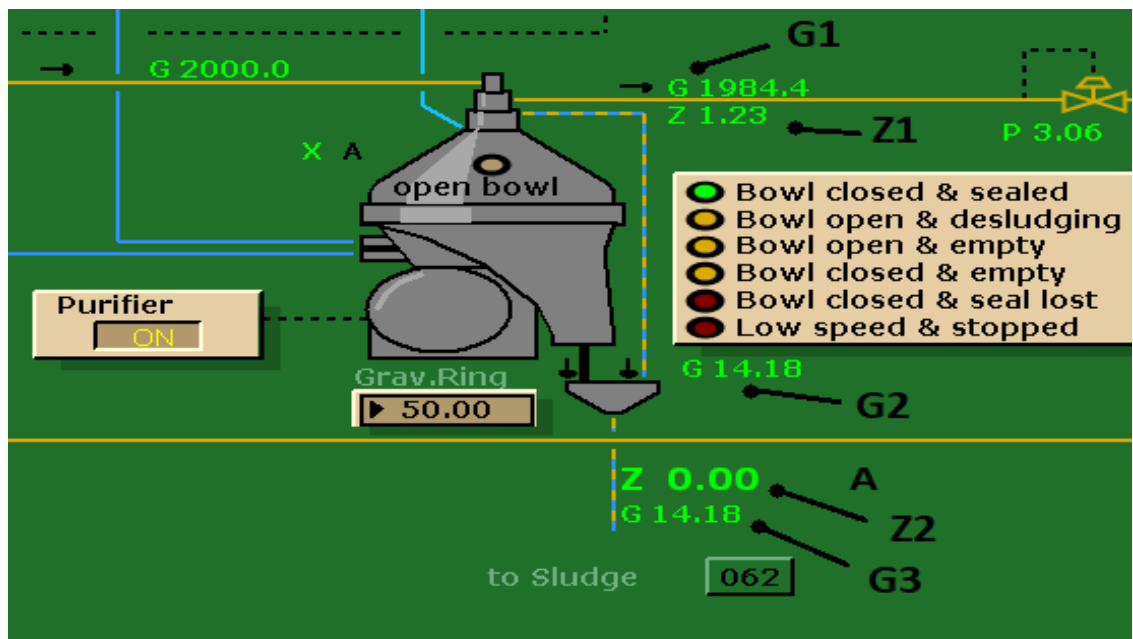 G1
G 2000.0
G 1984.4
Z 1.23
Z1
P 3.06
X A
open bowl
Bowl closed & sealed
Bowl open & desludging
Bowl open & empty
Bowl closed & empty
Bowl closed & seal lost
Low speed & stopped
Purifier
ON
Grav.Ring
50.00
G 14.18
G2
Z 0.00 A
G 14.18
Z2
G3
to Sludge 062